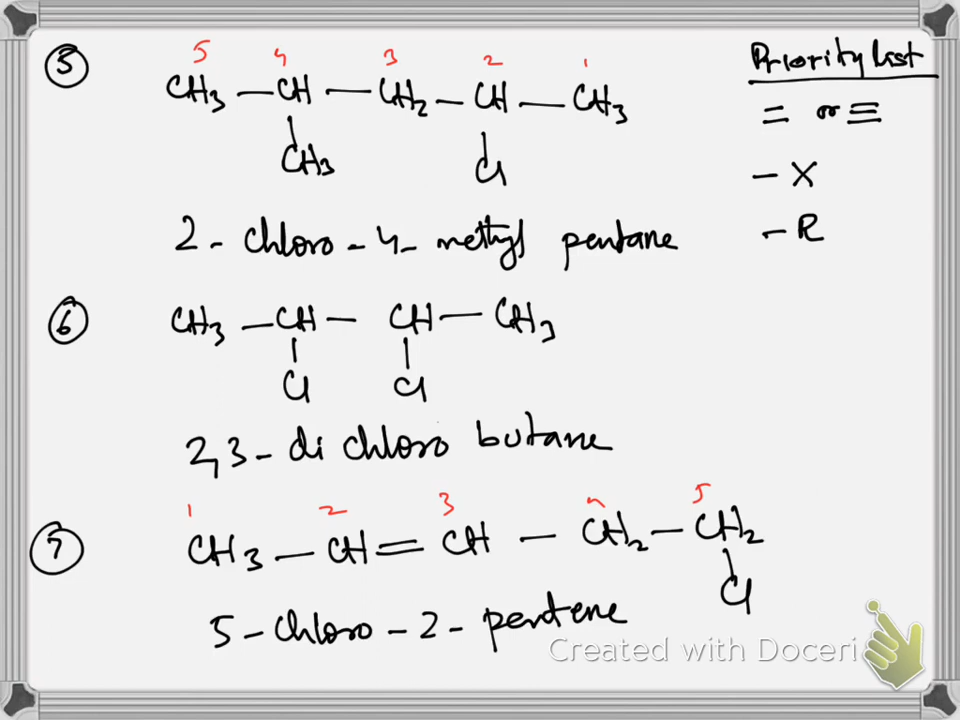 Priority list
= or ≡
- X
- R
⑤
5 4 3 2 1
CH3 — CH — CH2 — CH — CH3
CH3 Cl
2 - chloro - 4 - methyl pentane
⑥
CH3 — CH — CH — CH3
Cl Cl
2,3 - di chloro butane
⑦
1 2 3 4 5
CH3 — CH = CH — CH2 — CH2
Cl
5 - chloro - 2 - pentene
Created with Doceri